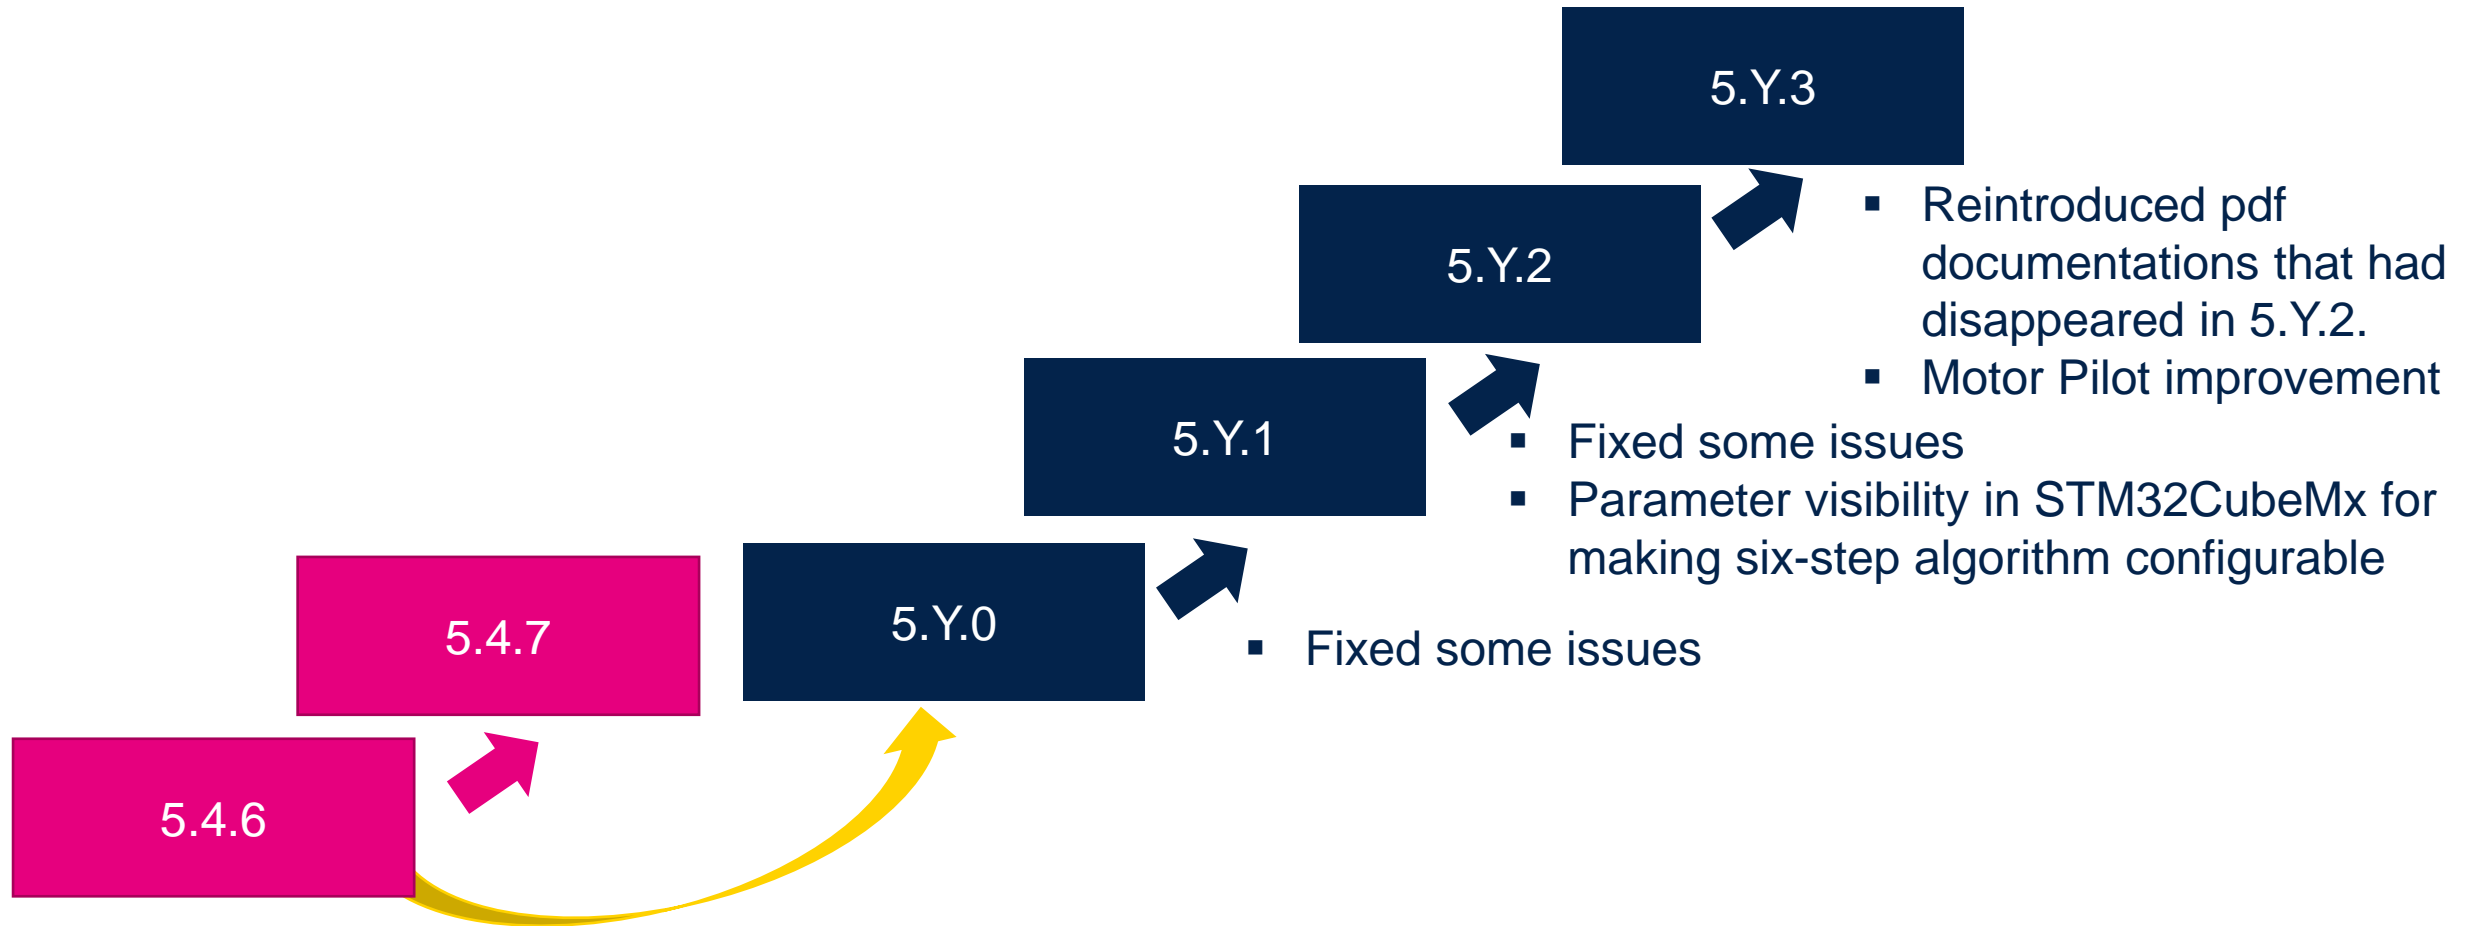 5.Y.3
▪ Reintroduced pdf
documentations that had
disappeared in 5.Y.2.
▪ Motor Pilot improvement
5.Y.2
▪ Fixed some issues
▪ Parameter visibility in STM32CubeMx for
making six-step algorithm configurable
5.Y.1
▪ Fixed some issues
5.Y.0
5.4.7
5.4.6